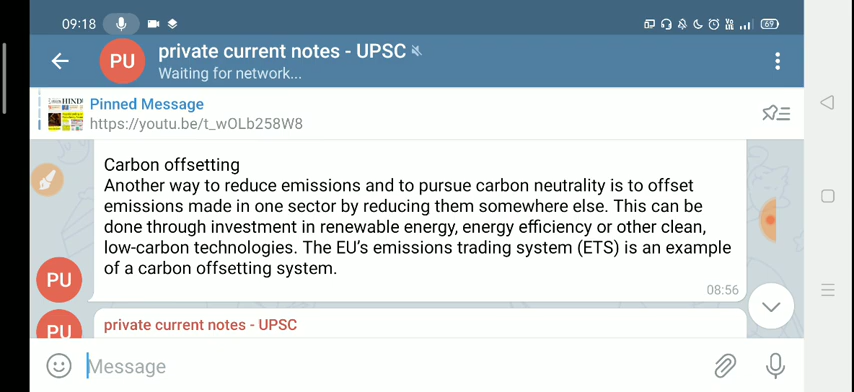 09:18
69
PU
private current notes - UPSC
Waiting for network...
Pinned Message
https://youtu.be/t_wOLb258W8
Carbon offsetting
Another way to reduce emissions and to pursue carbon neutrality is to offset
emissions made in one sector by reducing them somewhere else. This can be
done through investment in renewable energy, energy efficiency or other clean,
low-carbon technologies. The EU's emissions trading system (ETS) is an example
of a carbon offsetting system.
PU
08:56
PU
private current notes - UPSC
Message